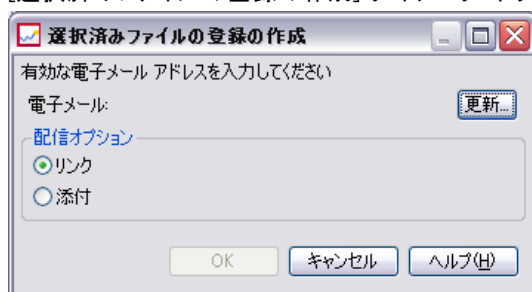 選択済みファイルの登録の作成
有効な電子メール アドレスを入力してください
電子メール:
更新...
配信オプション
リンク
添付
OK
キャンセル
ヘルプ(H)